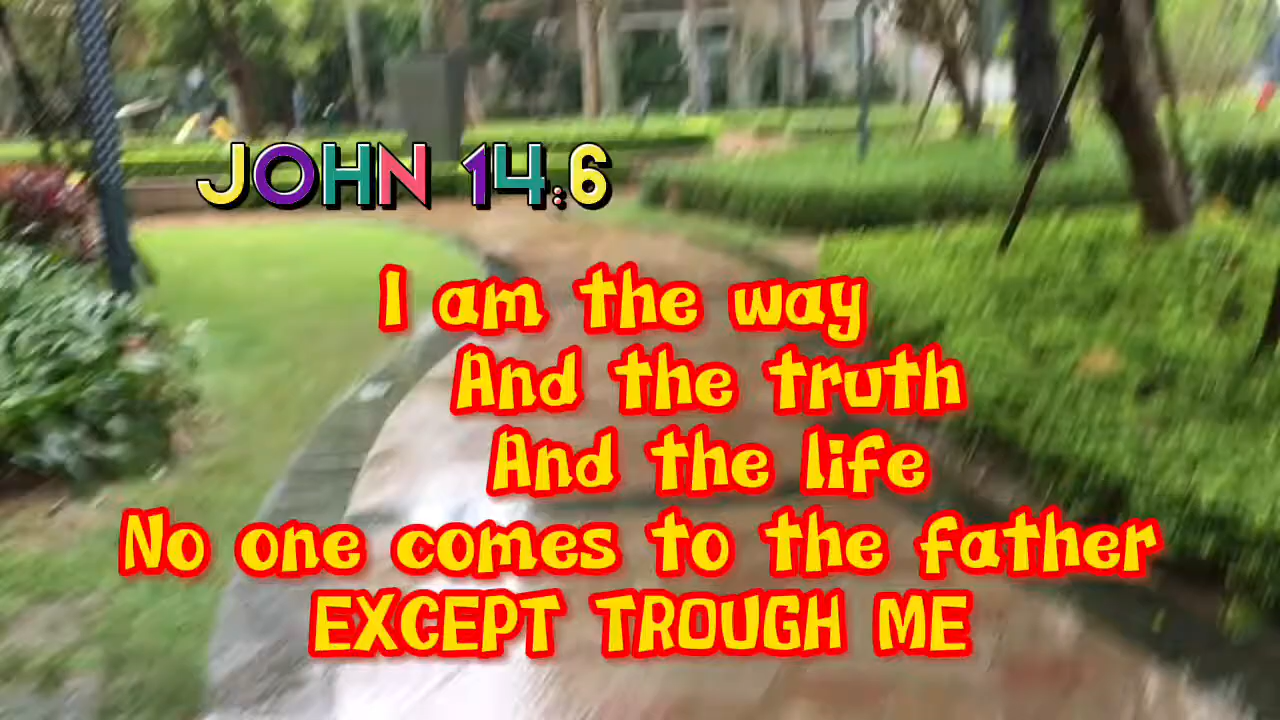 JOHN 14:6
I am the way
And the truth
And the life
No one comes to the father
EXCEPT TROUGH ME